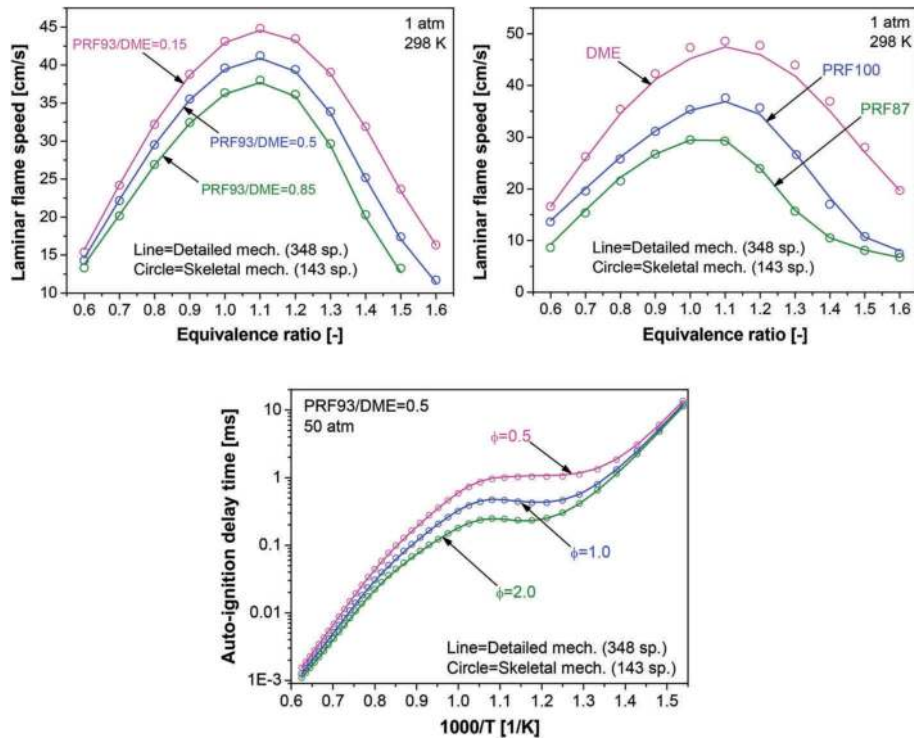 1 atm
298 K
PRF93/DME=0.15
PRF93/DME=0.5
PRF93/DME=0.85
Line=Detailed mech. (348 sp.)
Circle=Skeletal mech. (143 sp.)
Laminar flame speed [cm/s]
45
40
35
30
25
20
15
10
0.6 0.7 0.8 0.9 1.0 1.1 1.2 1.3 1.4 1.5 1.6
Equivalence ratio [-]
1 atm
298 K
DME
PRF100
PRF87
Line=Detailed mech. (348 sp.)
Circle=Skeletal mech. (143 sp.)
Laminar flame speed [cm/s]
50
40
30
20
10
0
0.6 0.7 0.8 0.9 1.0 1.1 1.2 1.3 1.4 1.5 1.6
Equivalence ratio [-]
PRF93/DME=0.5
50 atm
ϕ=0.5
ϕ=1.0
ϕ=2.0
Line=Detailed mech. (348 sp.)
Circle=Skeletal mech. (143 sp.)
Auto-ignition delay time [ms]
10
1
0.1
0.01
1E-3
0.6 0.7 0.8 0.9 1.0 1.1 1.2 1.3 1.4 1.5
1000/T [1/K]